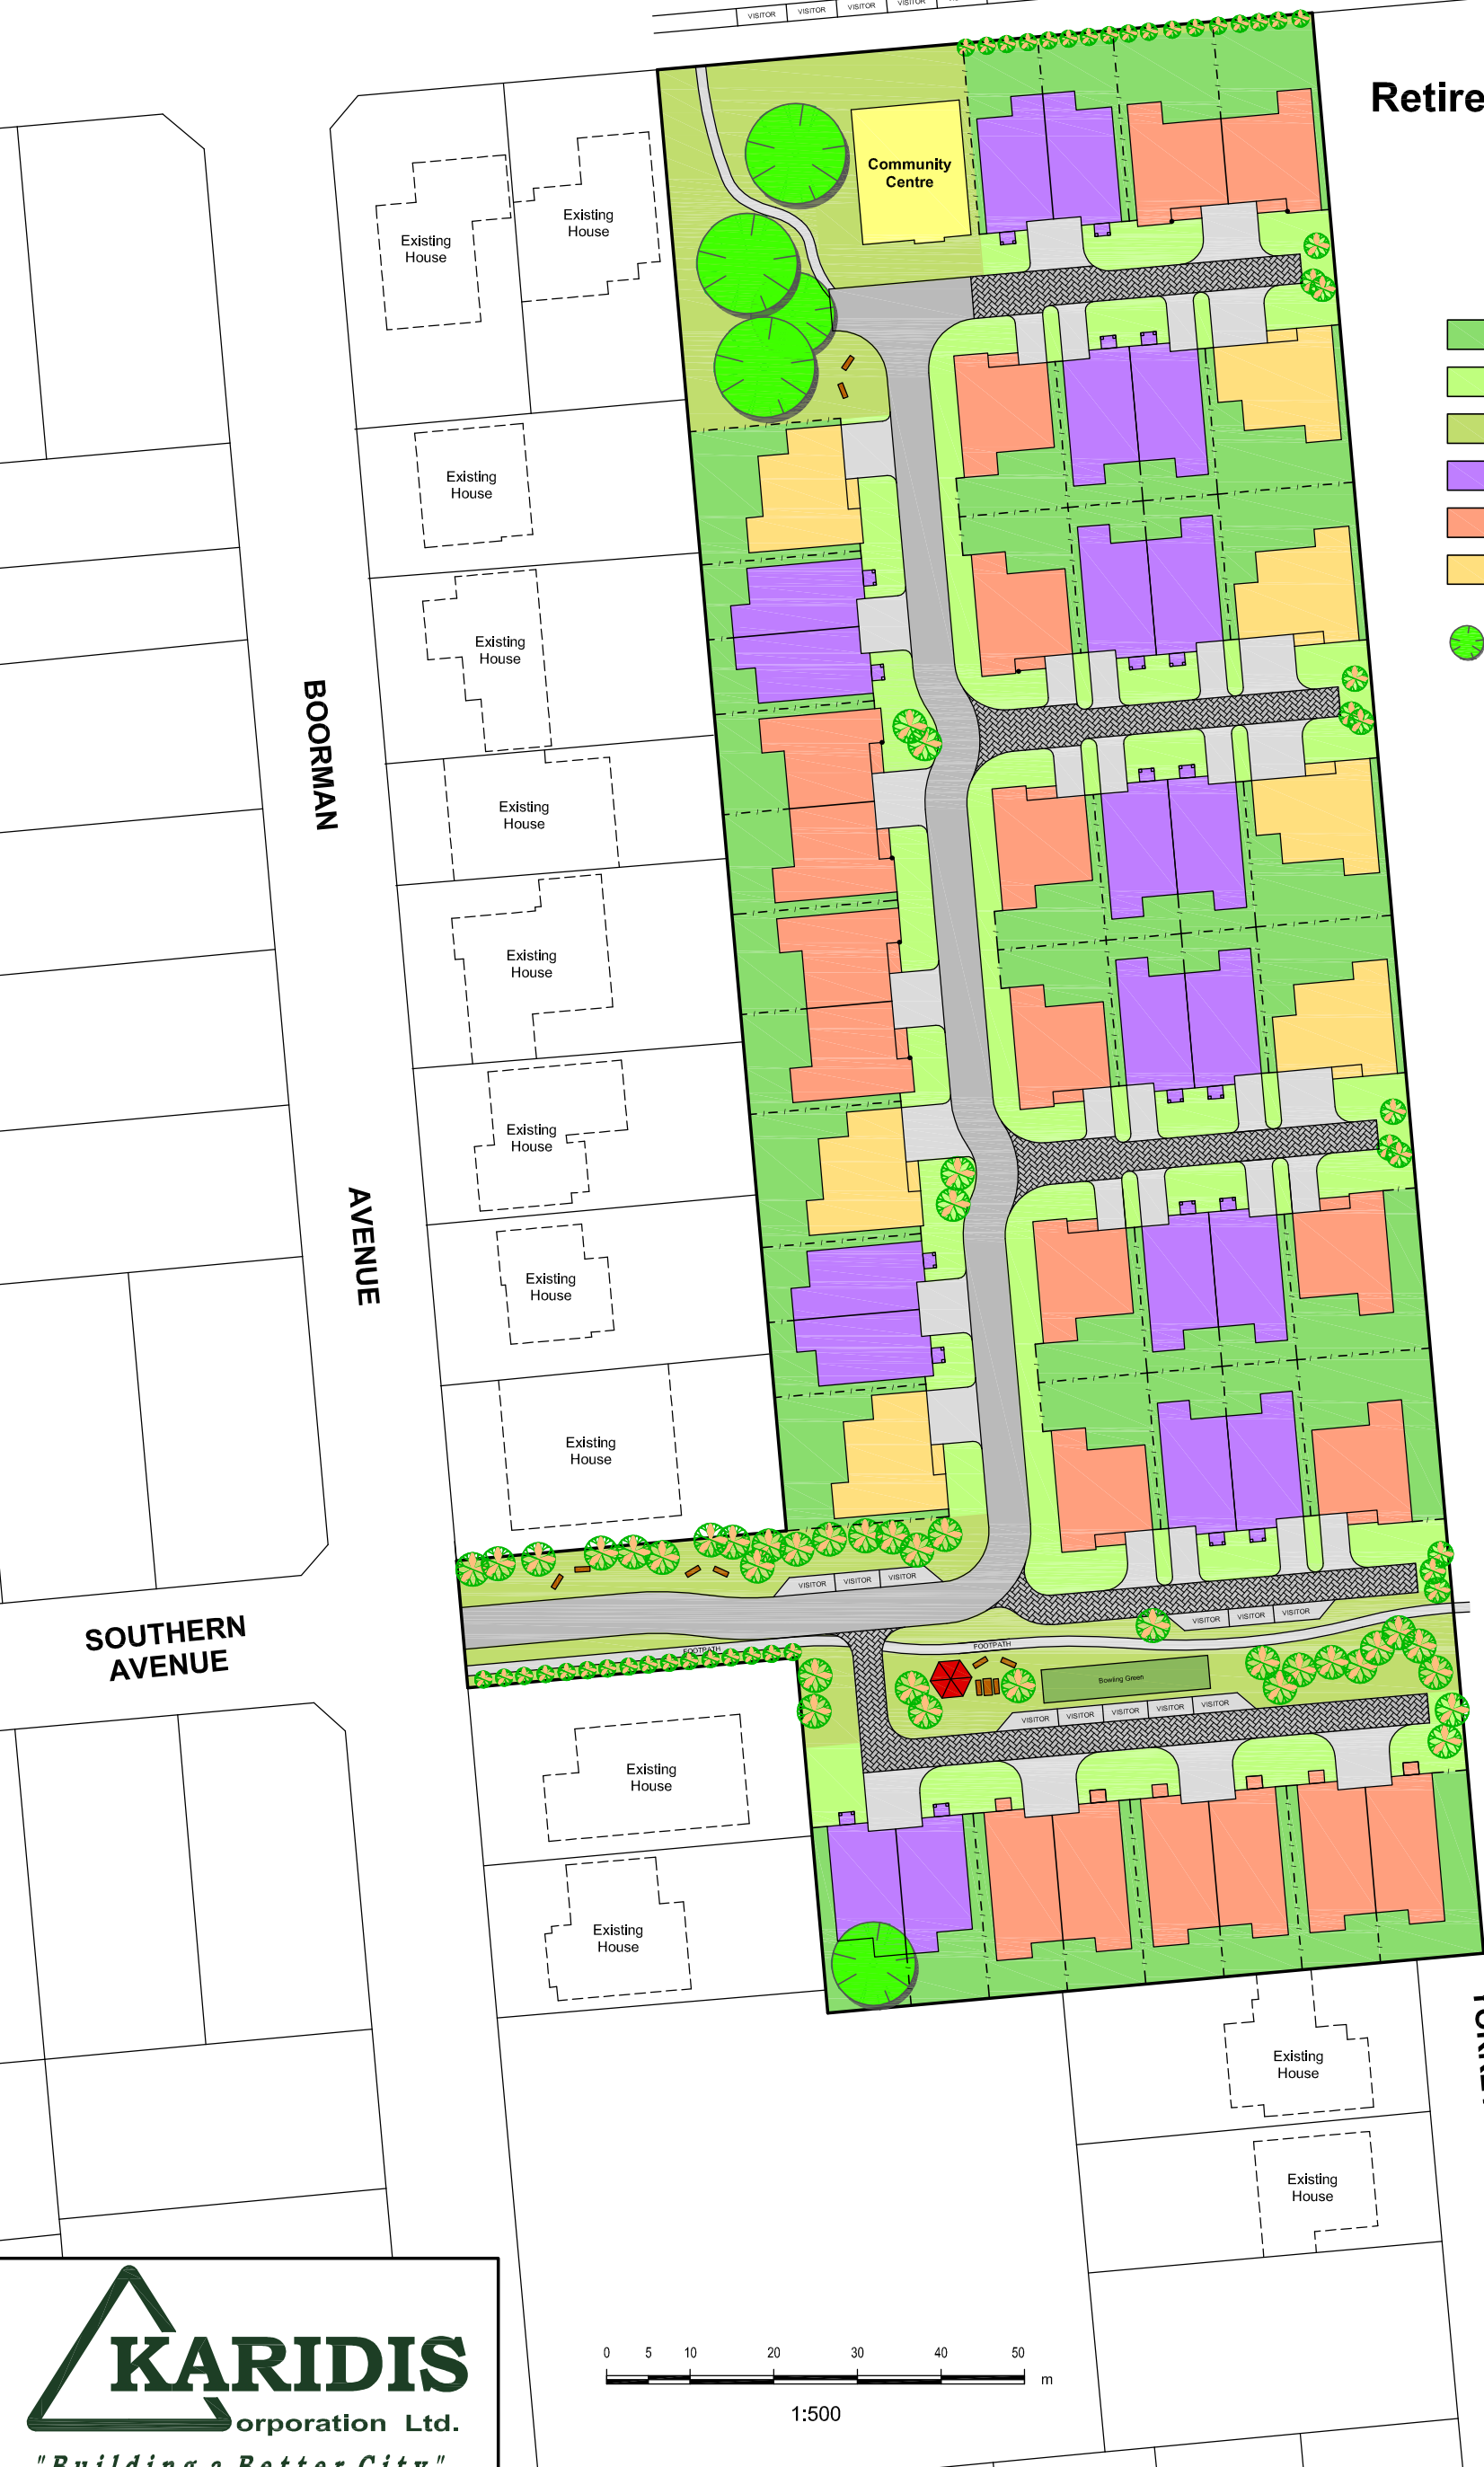 VISITOR VISITOR VISITOR VISITOR
Retire
Community
Centre
Existing
House
Existing
House
Existing
House
Existing
House
BOORMAN
Existing
House
Existing
House
Existing
House
AVENUE
Existing
House
Existing
House
VISITOR VISITOR VISITOR
SOUTHERN
AVENUE
VISITOR VISITOR VISITOR
FOOTPATH
FOOTPATH
Bowling Green
VISITOR VISITOR VISITOR VISITOR VISITOR
Existing
House
Existing
House
Existing
House
Existing
House
KARIDIS
orporation Ltd.
"Building a Better City"
0 5 10 20 30 40 50
m
1:500